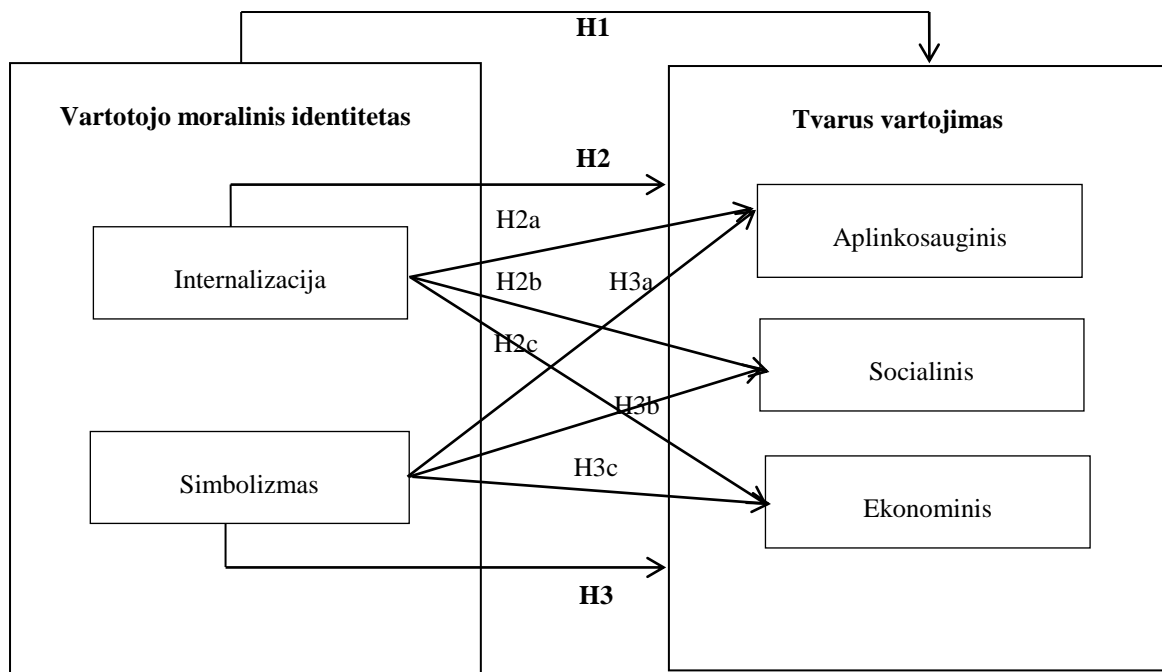 H1
Vartotojo moralinis identitetas
Tvarus vartojimas
H2
H2a
Aplinkosauginis
Internalizacija
H2b
H3a
H2c
Socialinis
H3b
H3c
Simbolizmas
Ekonominis
H3